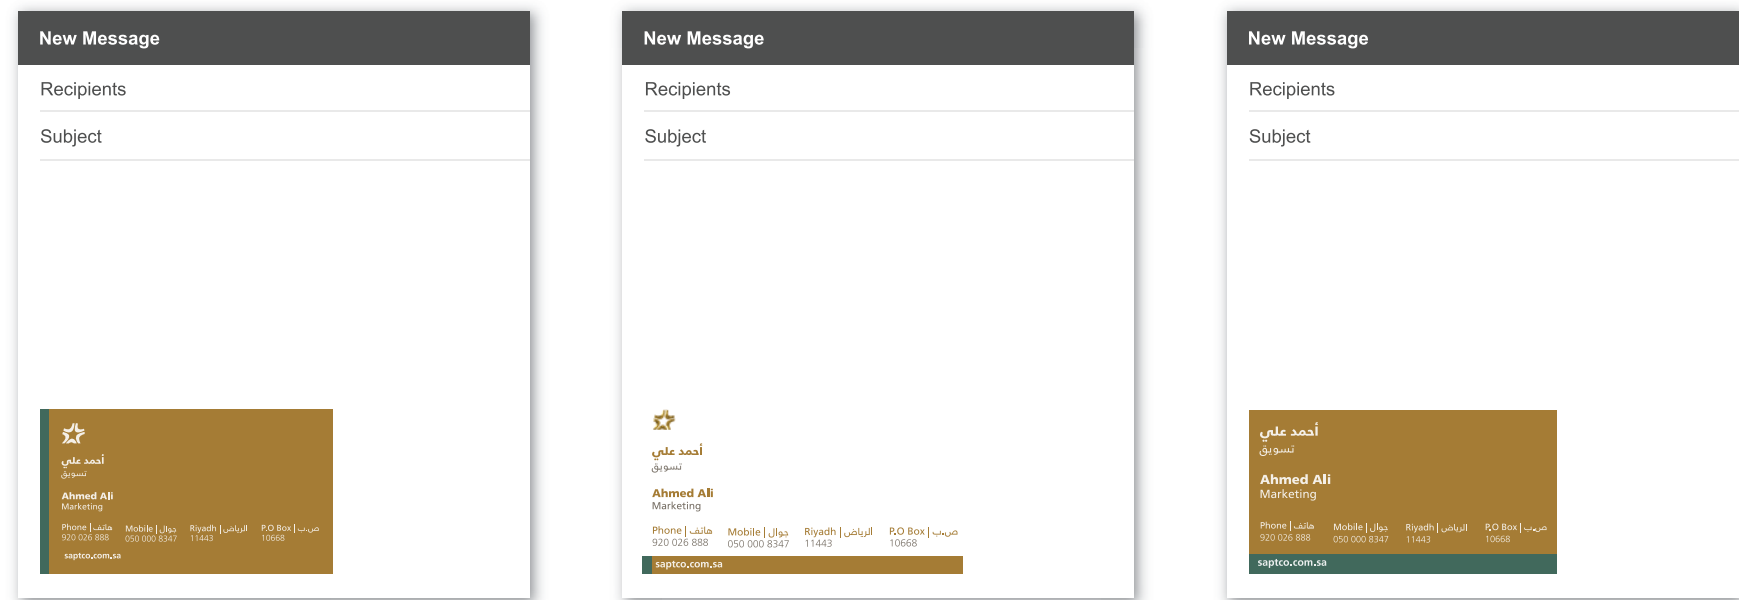 New Message
Recipients
Subject
أحمد علي
تسويق
Ahmed Ali
Marketing
Phone | هاتف Mobile | جوال Riyadh | الرياض P.O Box | ص.ب
920 026 888 050 000 8347 11443 10668
saptco.com.sa
New Message
Recipients
Subject
أحمد علي
تسويق
Ahmed Ali
Marketing
Phone | هاتف Mobile | جوال Riyadh | الرياض P.O Box | ص.ب
920 026 888 050 000 8347 11443 10668
saptco.com.sa
New Message
Recipients
Subject
أحمد علي
تسويق
Ahmed Ali
Marketing
Phone | هاتف Mobile | جوال Riyadh | الرياض P.O Box | ص.ب
920 026 888 050 000 8347 11443 10668
saptco.com.sa